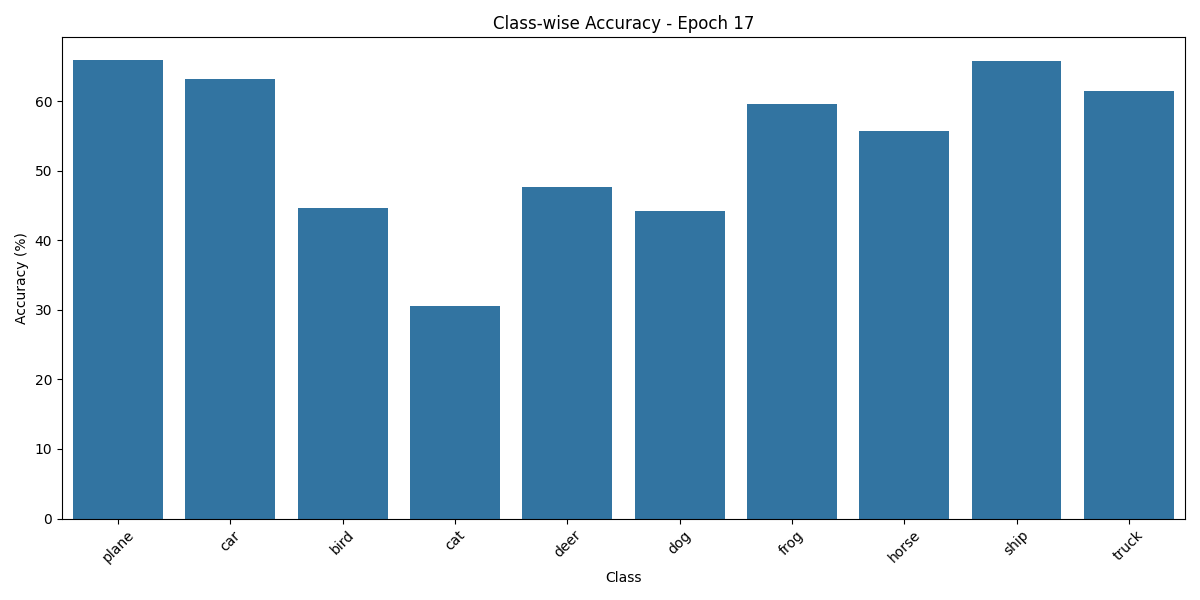 Class-wise Accuracy - Epoch 17
Accuracy (%)
60
50
40
30
20
10
0
plane
car
bird
cat
deer
dog
frog
horse
ship
truck
Class